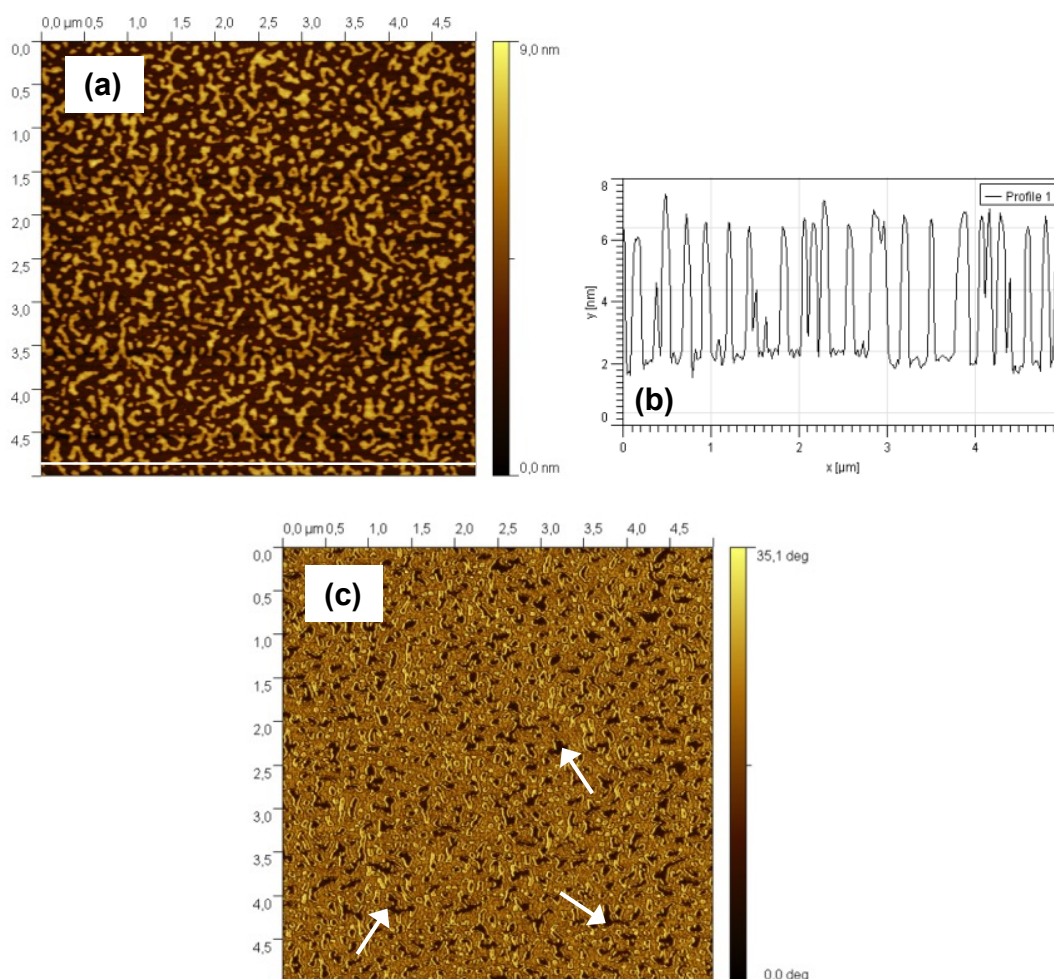 0,0 µm 0,5 1,0 1,5 2,0 2,5 3,0 3,5 4,0 4,5
0,0
0,5
1,0
1,5
2,0
2,5
3,0
3,5
4,0
4,5
(a)
9,0 nm
0,0 nm
8
6
4
2
0
y [nm]
Profile 1
(b)
0 1 2 3 4
x [µm]
0,0 µm 0,5 1,0 1,5 2,0 2,5 3,0 3,5 4,0 4,5
0,0
0,5
1,0
1,5
2,0
2,5
3,0
3,5
4,0
4,5
(c)
35,1 deg
0,0 deg